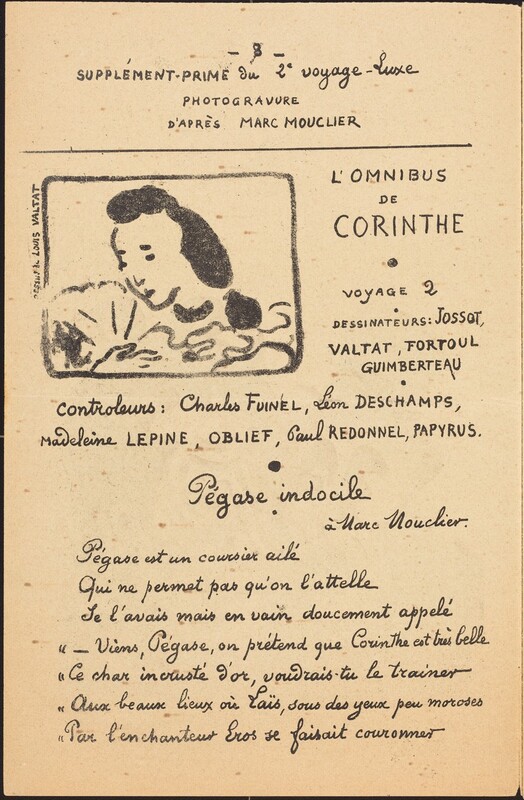 — 3 —
SUPPLÉMENT-PRIME du 2e voyage-Luxe
PHOTOGRAVURE
D'APRÈS MARC MOUCLIER
DESSIN DE LOUIS VALTAT
L'OMNIBUS
DE
CORINTHE
VOYAGE 2
DESSINATEURS: JOSSOT,
VALTAT, FORTOUL
GUIMBERTEAU
Controleurs: Charles FUINEL, Léon DESCHAMPS,
Madeleine LEPINE, OBLIEF, Paul REDONNEL, PAPYRUS.
Pégase indocile
à Marc Mouclier.
Pégase est un coursier ailé
Qui ne permet pas qu'on l'attelle
Je l'avais mais en vain doucement appelé
"— Viens, Pégase, on prétend que Corinthe est très belle
"Ce char incrusté d'or, voudrais-tu le trainer
"Aux beaux lieux où Laïs, sous des yeux peu moroses
"Par l'enchanteur Eros se faisait couronner